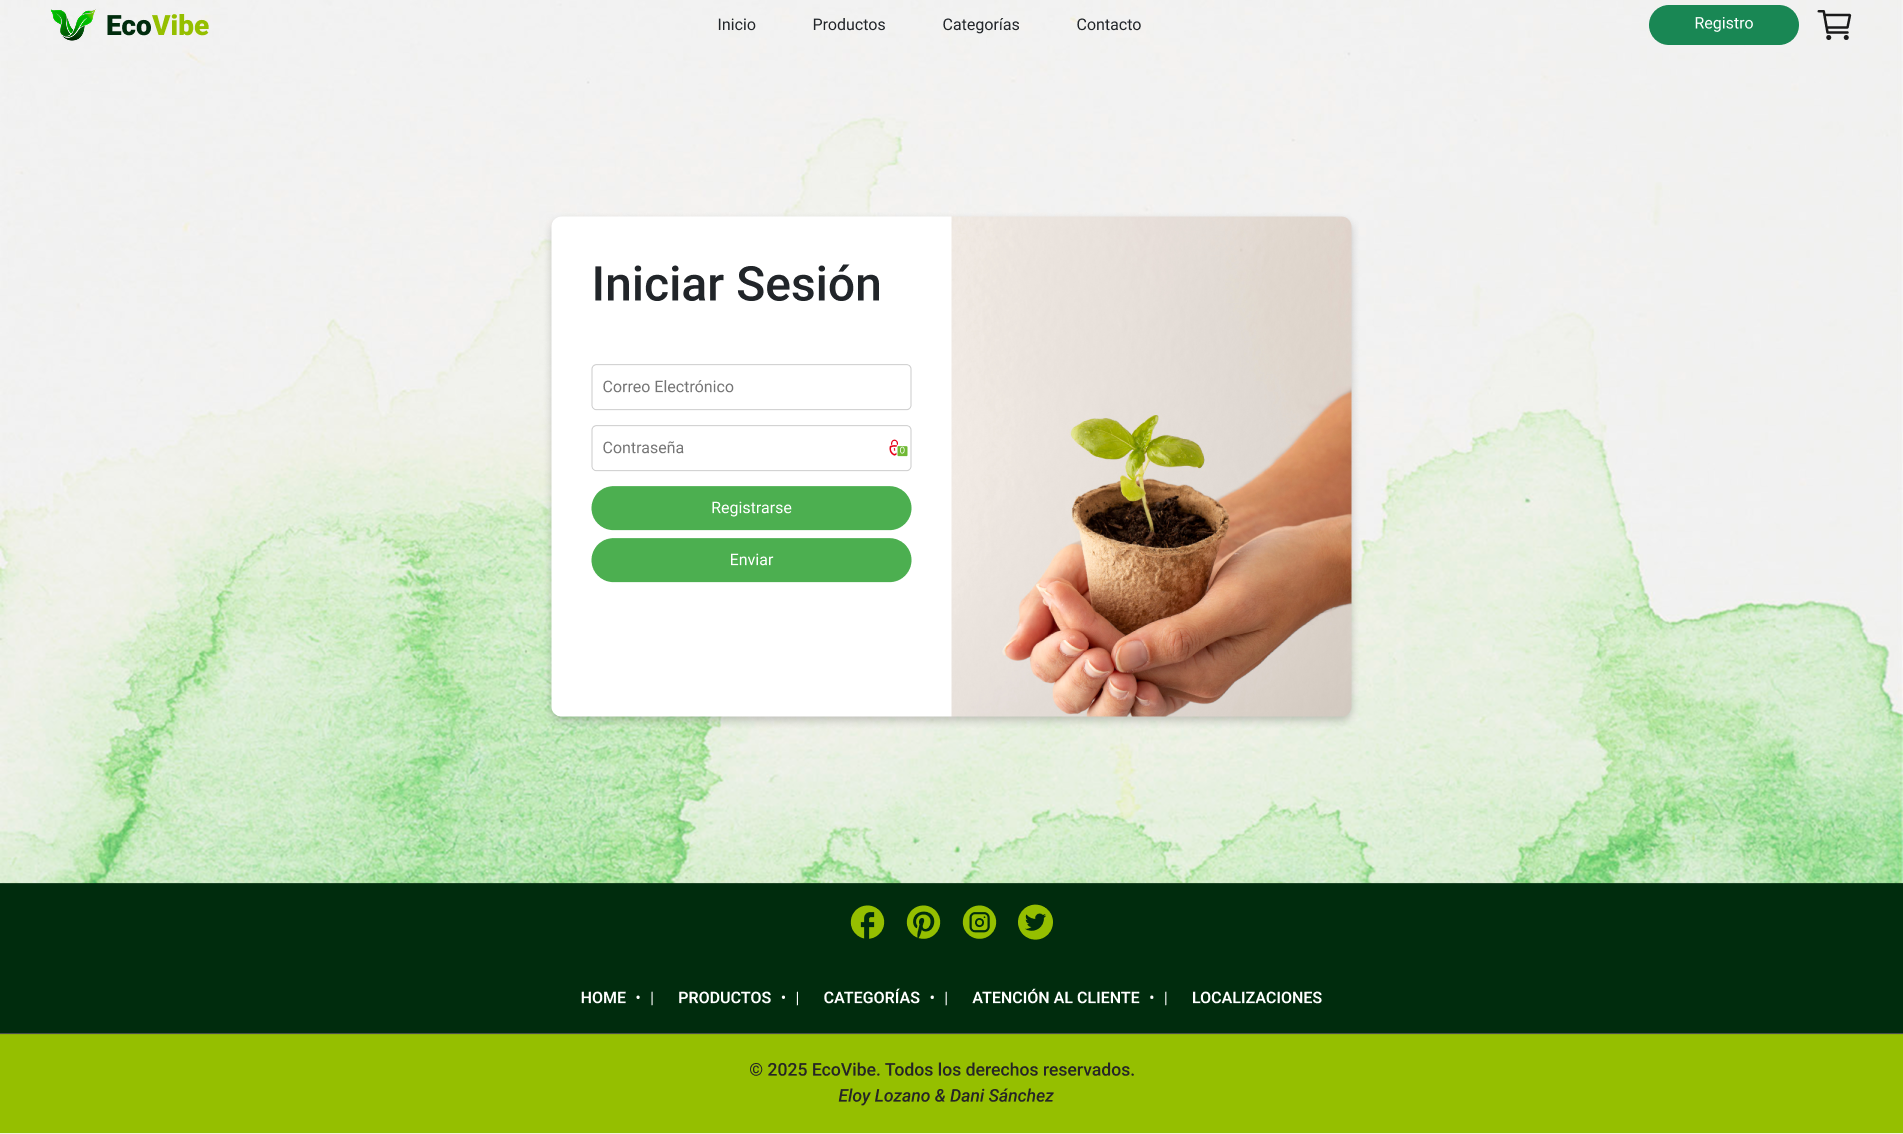 EcoVibe
Inicio Productos Categorías Contacto
Registro
Iniciar Sesión
Correo Electrónico
Contraseña
Registrarse
Enviar
HOME • | PRODUCTOS • | CATEGORÍAS • | ATENCIÓN AL CLIENTE • | LOCALIZACIONES
© 2025 EcoVibe. Todos los derechos reservados.
Eloy Lozano & Dani Sánchez